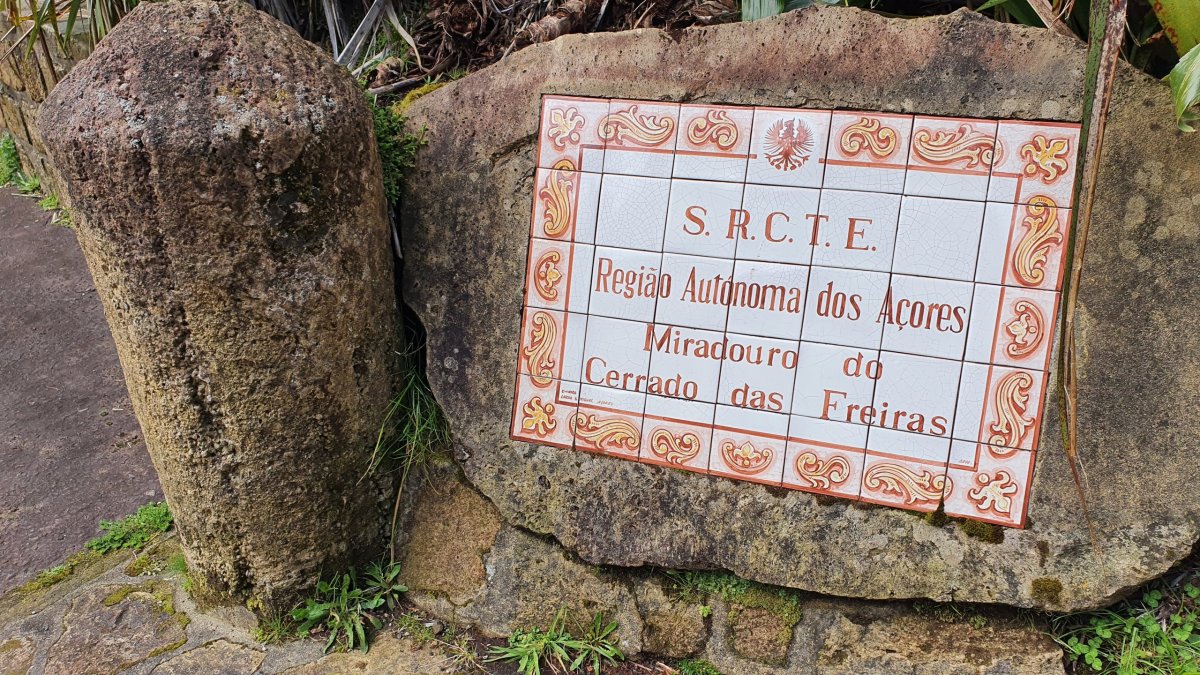 S. R.C. T. E.
Região Autónoma dos Açores
Miradouro do
Cerrado das Freiras